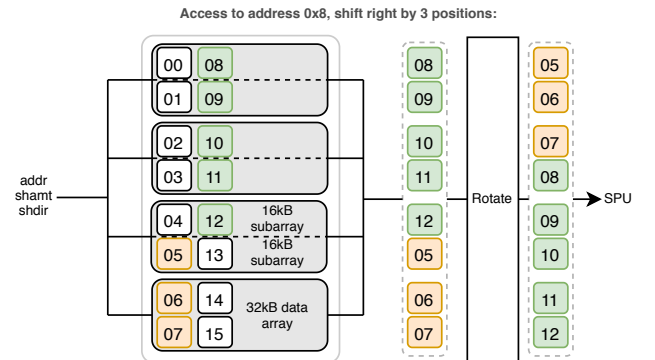 Access to address 0x8, shift right by 3 positions:
00 08 08 05
01 09 09 06
02 10 10 07
03 11 11 08
addr
shamt
shdir
Rotate
SPU
04 12 16kB
subarray
12 09
05 13 16kB
subarray
05 10
06 14 06 11
32kB data
array
07 15 07 12